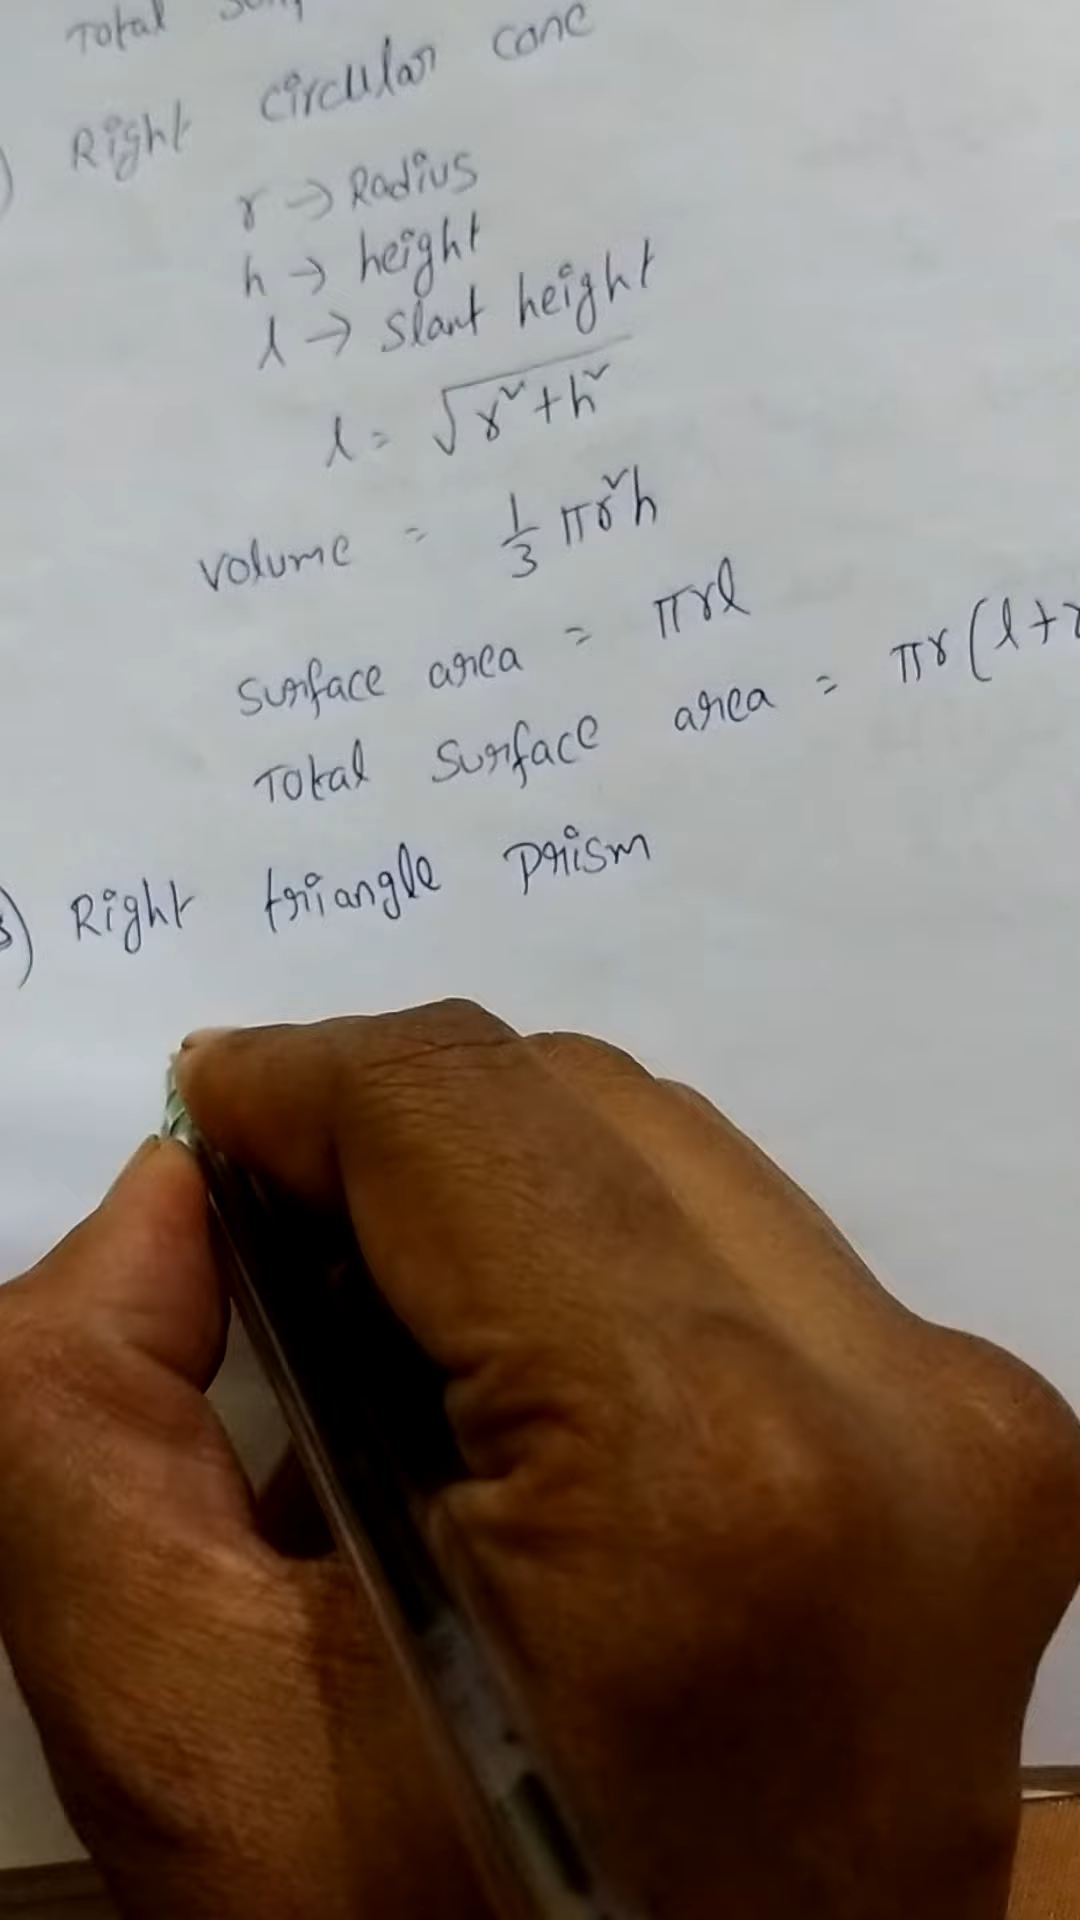 Total
) Right circular cone
r → Radius
h → height
l → slant height
l = √r²+h²
volume = 1/3 πr²h
surface area = πrl
Total surface area = πr(l+r
) Right triangle prism